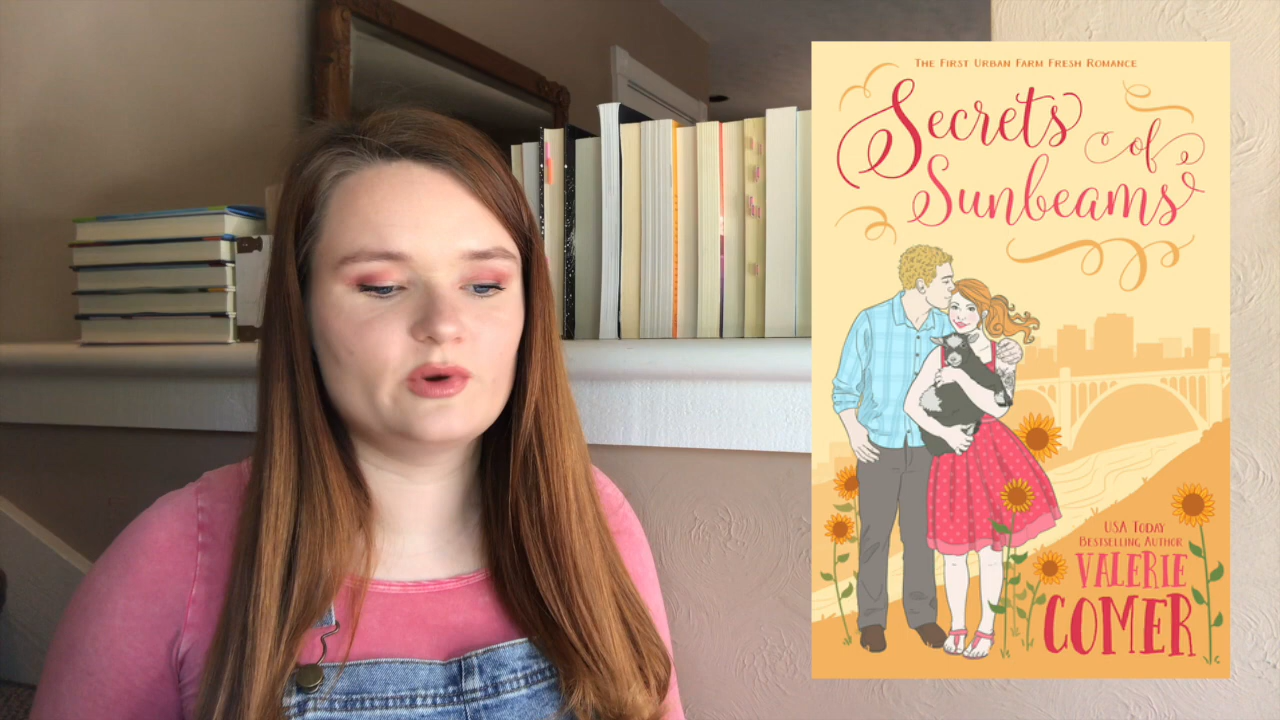 The First Urban Farm Fresh Romance
Secrets
of
Sunbeams
USA Today
Bestselling Author
Valerie
Comer